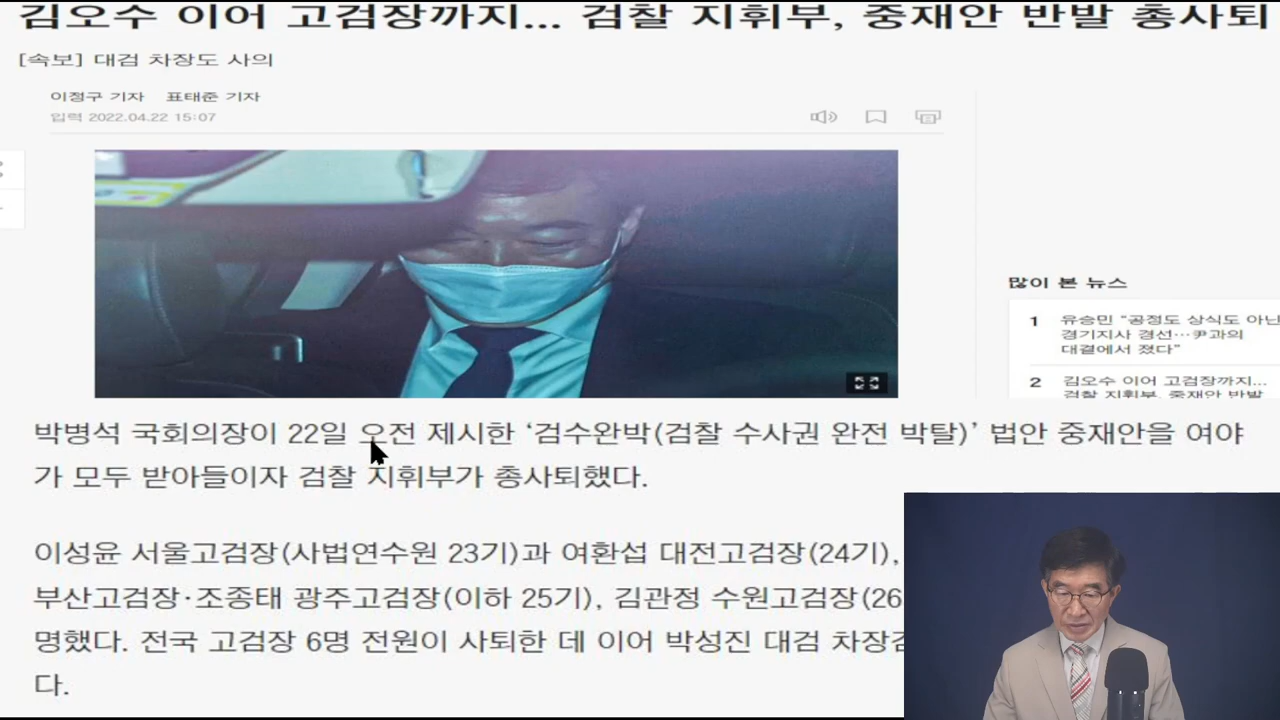 김오수 이어 고검장까지... 검찰 지휘부, 중재안 반발 총사퇴
[속보] 대검 차장도 사의
이정구 기자 표태준 기자
입력 2022.04.22 15:07
많이 본 뉴스
1 유승민 “공정도 상식도 아닌
경기지사 경선…尹과의
대결에서 졌다”
2 김오수 이어 고검장까지...
검찰 지휘부, 중재안 반발
박병석 국회의장이 22일 오전 제시한 ‘검수완박(검찰 수사권 완전 박탈)’ 법안 중재안을 여야
가 모두 받아들이자 검찰 지휘부가 총사퇴했다.
이성윤 서울고검장(사법연수원 23기)과 여환섭 대전고검장(24기),
부산고검장·조종태 광주고검장(이하 25기), 김관정 수원고검장(26
명했다. 전국 고검장 6명 전원이 사퇴한 데 이어 박성진 대검 차장
다.